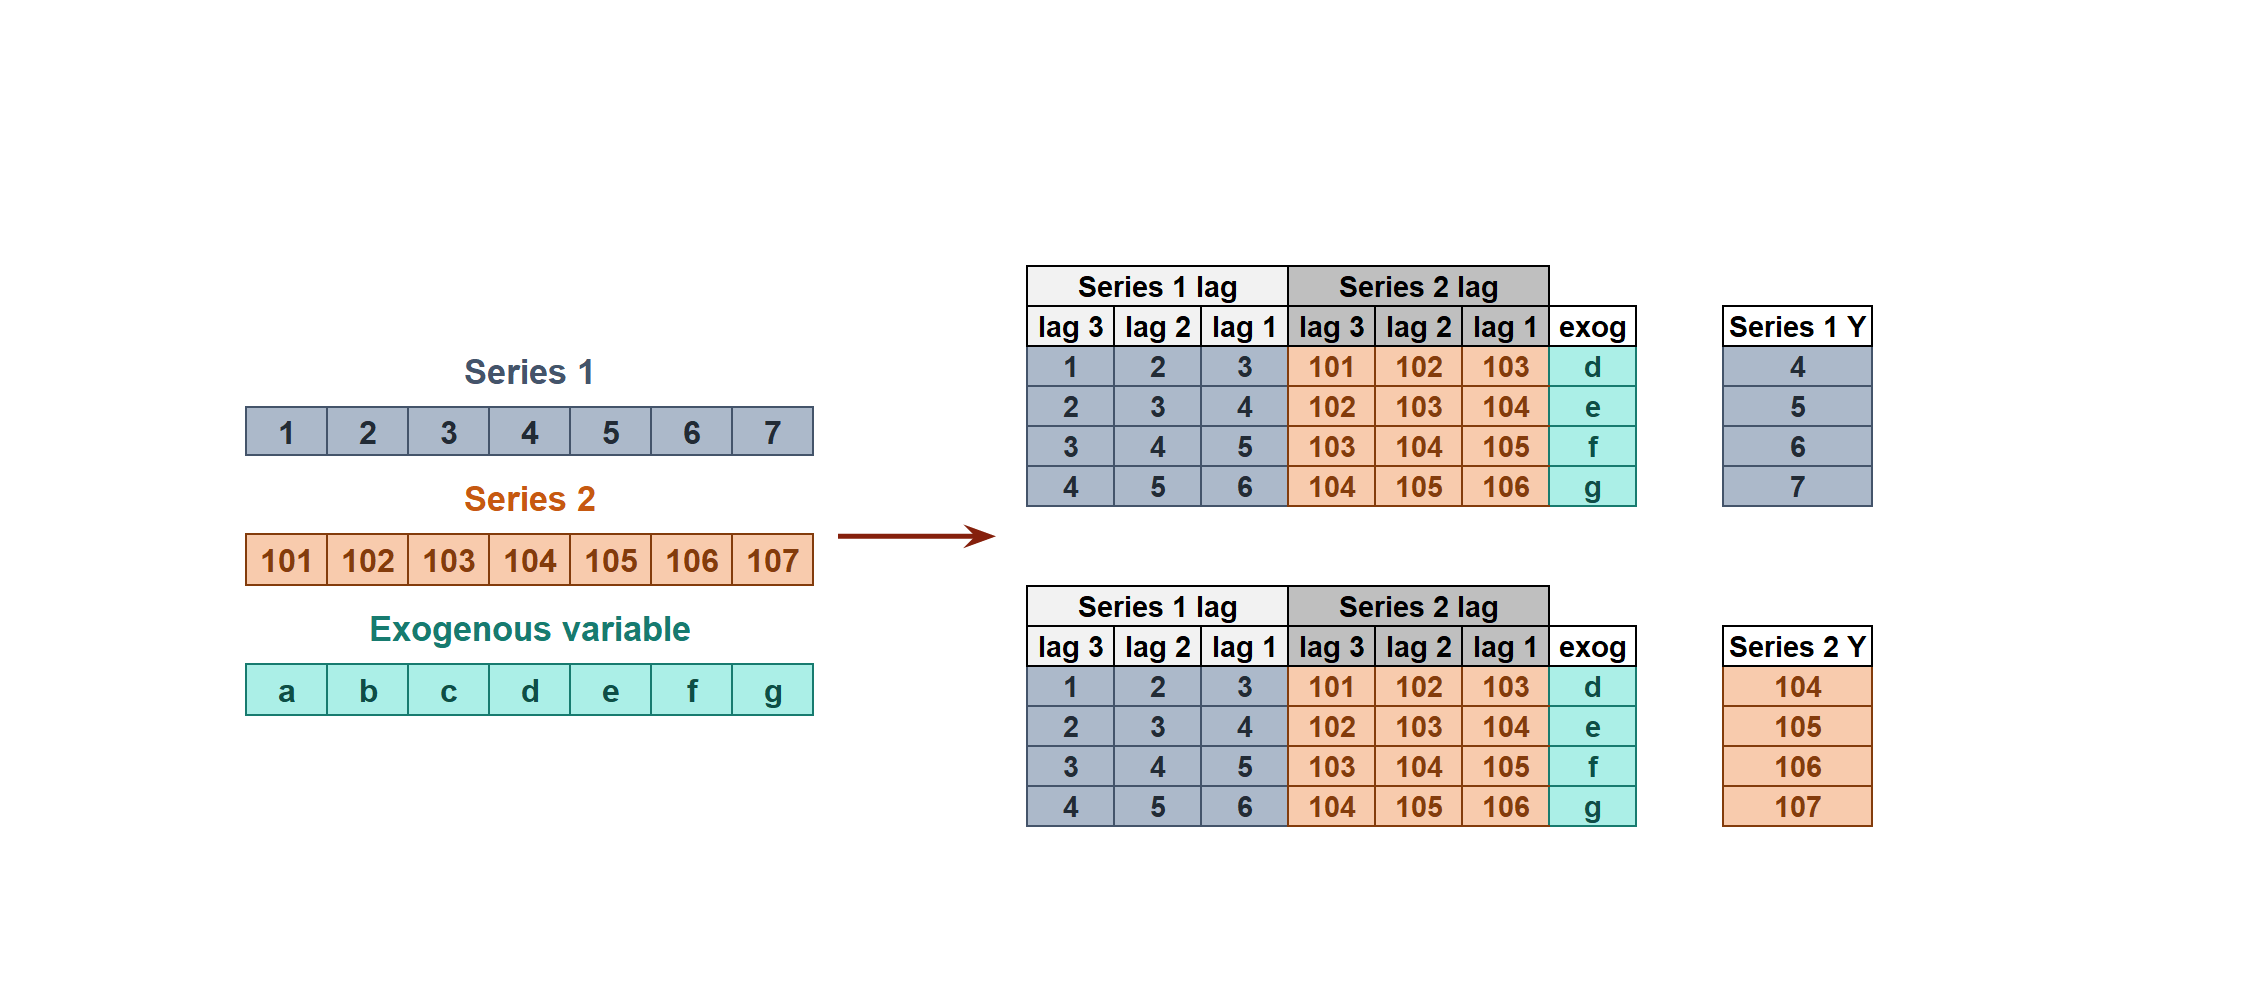 Series 1
1 2 3 4 5 6 7
Series 2
101 102 103 104 105 106 107
Exogenous variable
a b c d e f g
Series 1 lag Series 2 lag
lag 3 lag 2 lag 1 lag 3 lag 2 lag 1 exog Series 1 Y
1 2 3 101 102 103 d 4
2 3 4 102 103 104 e 5
3 4 5 103 104 105 f 6
4 5 6 104 105 106 g 7
Series 1 lag Series 2 lag
lag 3 lag 2 lag 1 lag 3 lag 2 lag 1 exog Series 2 Y
1 2 3 101 102 103 d 104
2 3 4 102 103 104 e 105
3 4 5 103 104 105 f 106
4 5 6 104 105 106 g 107